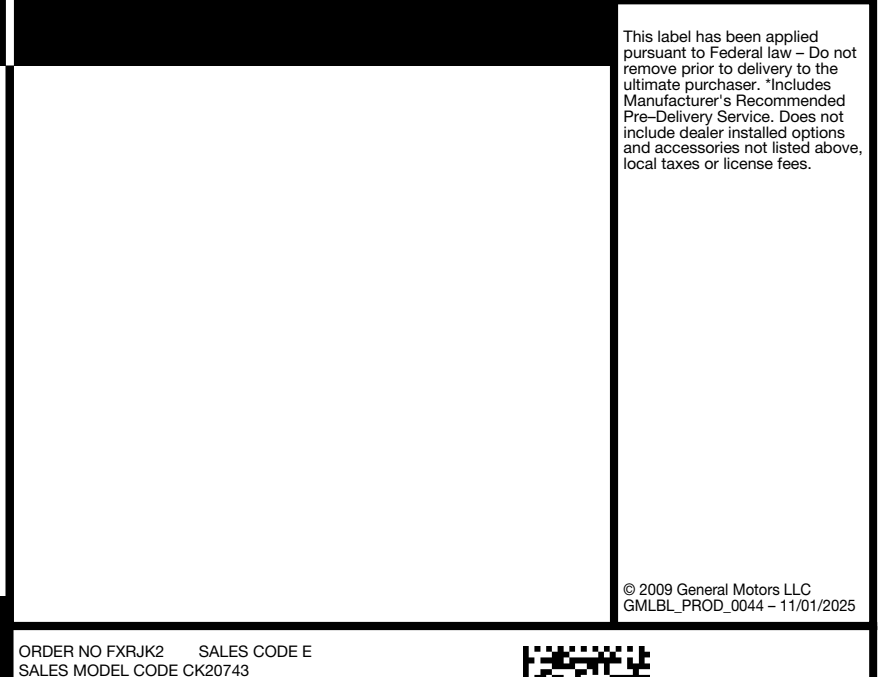 This label has been applied
pursuant to Federal law – Do not
remove prior to delivery to the
ultimate purchaser. *Includes
Manufacturer's Recommended
Pre–Delivery Service. Does not
include dealer installed options
and accessories not listed above,
local taxes or license fees.
© 2009 General Motors LLC
GMLBL_PROD_0044 – 11/01/2025
ORDER NO FXRJK2 SALES CODE E
SALES MODEL CODE CK20743